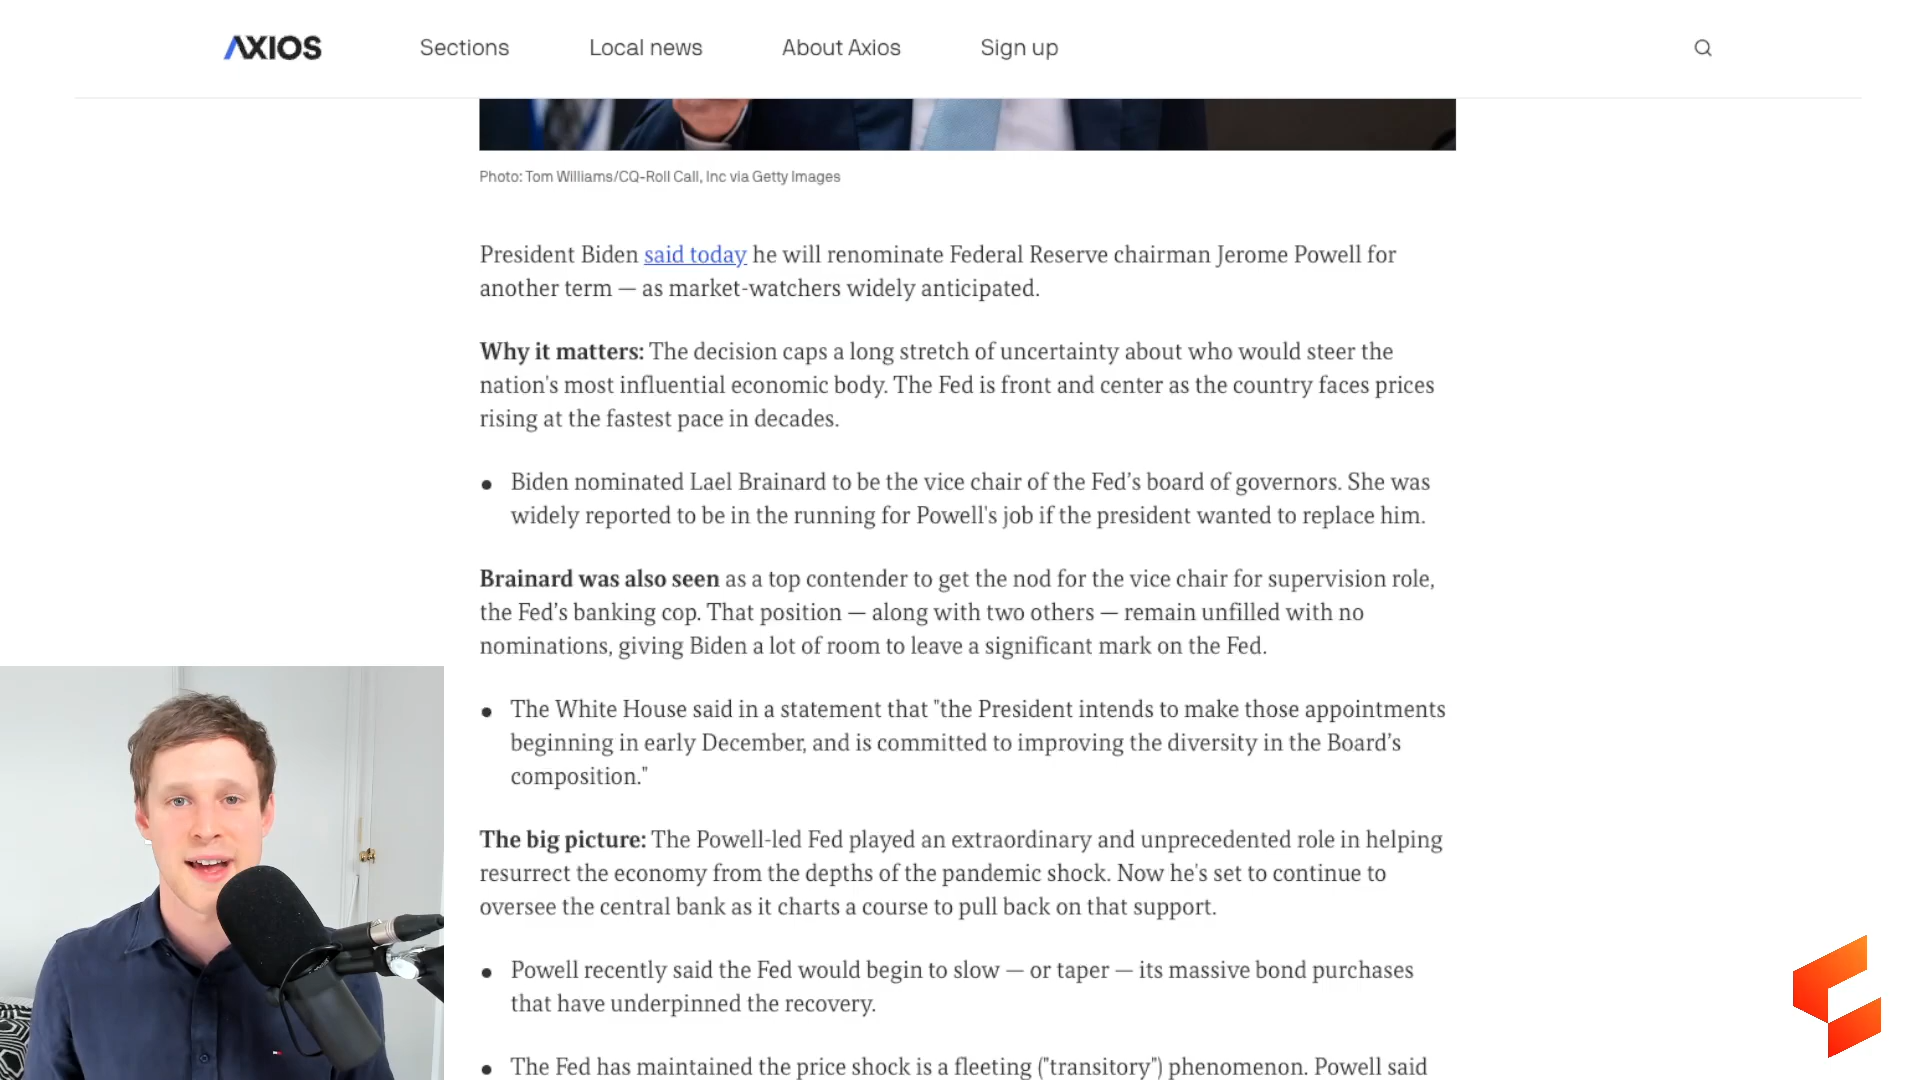 AXIOS Sections Local news About Axios Sign up
Photo: Tom Williams/CQ-Roll Call, Inc via Getty Images
President Biden said today he will renominate Federal Reserve chairman Jerome Powell for
another term — as market-watchers widely anticipated.
Why it matters: The decision caps a long stretch of uncertainty about who would steer the
nation's most influential economic body. The Fed is front and center as the country faces prices
rising at the fastest pace in decades.
● Biden nominated Lael Brainard to be the vice chair of the Fed’s board of governors. She was
widely reported to be in the running for Powell's job if the president wanted to replace him.
Brainard was also seen as a top contender to get the nod for the vice chair for supervision role,
the Fed’s banking cop. That position — along with two others — remain unfilled with no
nominations, giving Biden a lot of room to leave a significant mark on the Fed.
● The White House said in a statement that "the President intends to make those appointments
beginning in early December, and is committed to improving the diversity in the Board’s
composition."
The big picture: The Powell-led Fed played an extraordinary and unprecedented role in helping
resurrect the economy from the depths of the pandemic shock. Now he's set to continue to
oversee the central bank as it charts a course to pull back on that support.
● Powell recently said the Fed would begin to slow — or taper — its massive bond purchases
that have underpinned the recovery.
● The Fed has maintained the price shock is a fleeting ("transitory") phenomenon. Powell said